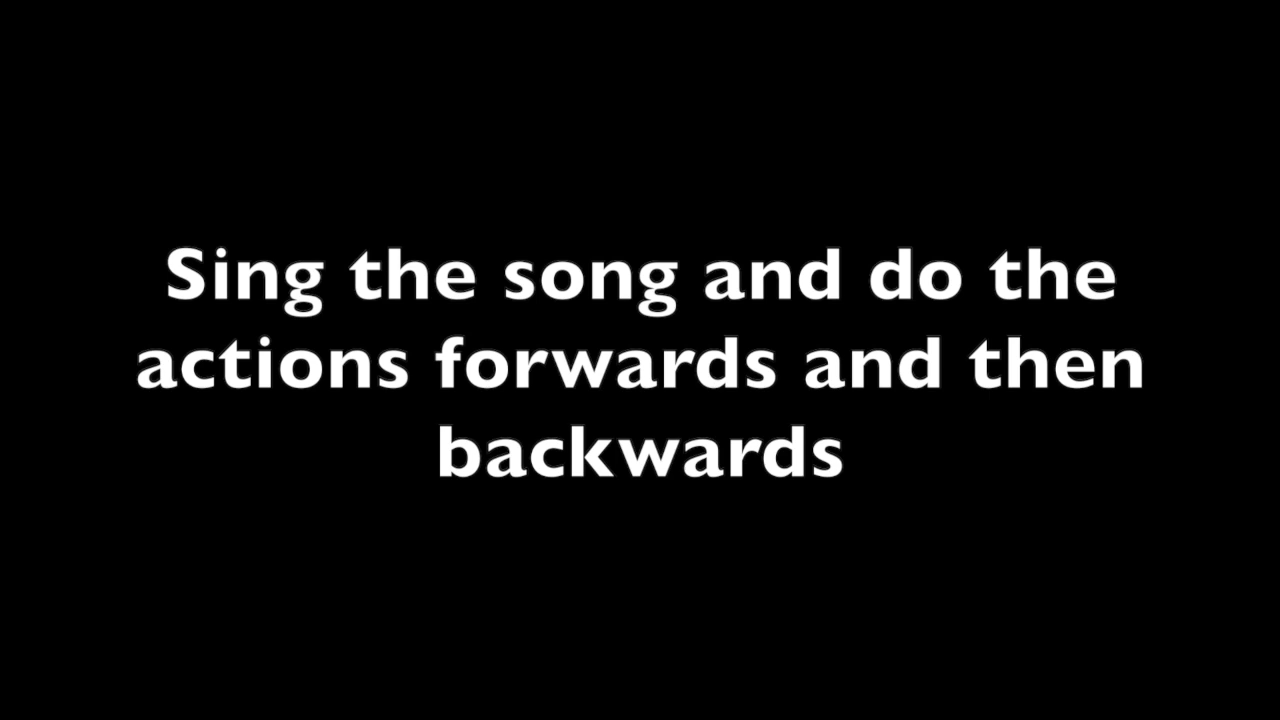 Sing the song and do the
actions forwards and then
backwards